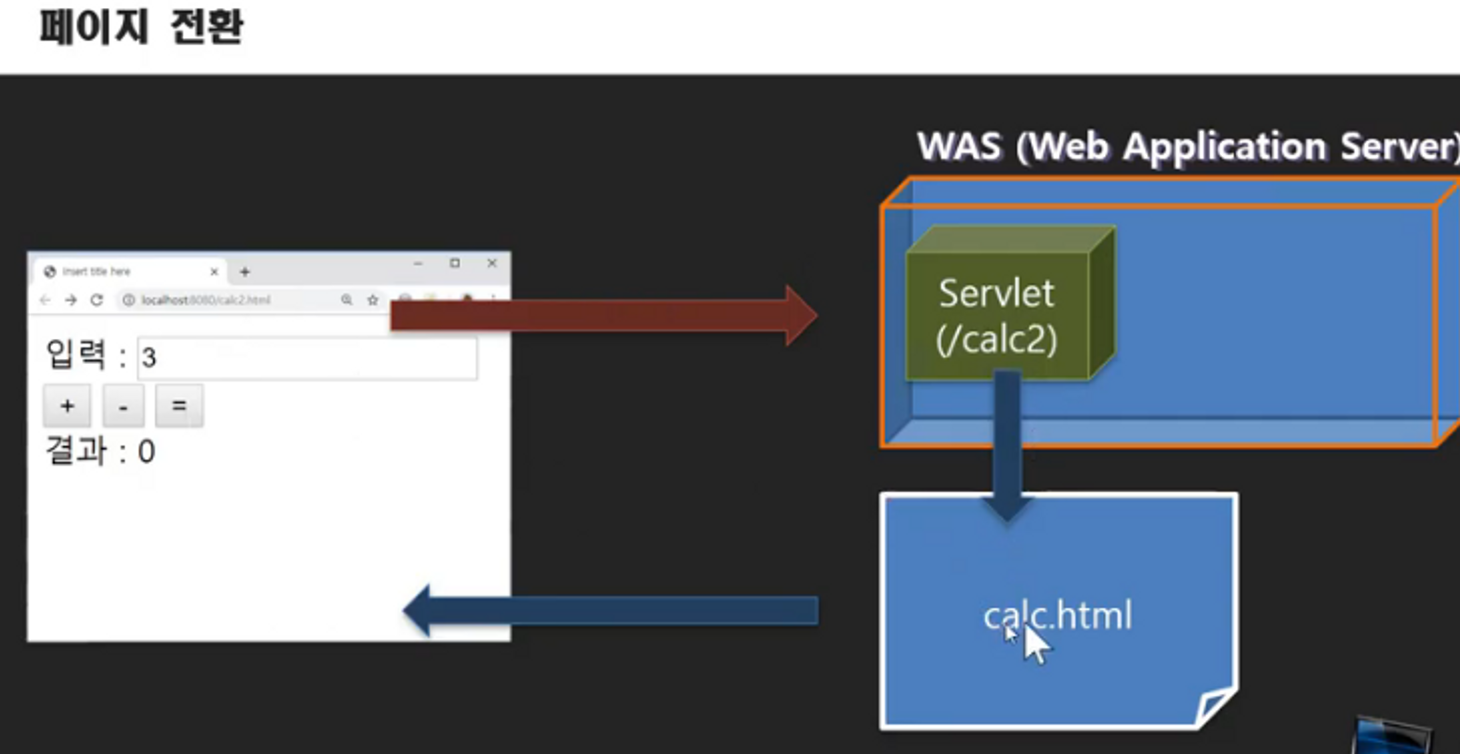 페이지 전환
WAS (Web Application Server)
Insert title here
localhost:8080/calc2.html
입력 : 3
+ - =
결과 : 0
Servlet
(/calc2)
calc.html